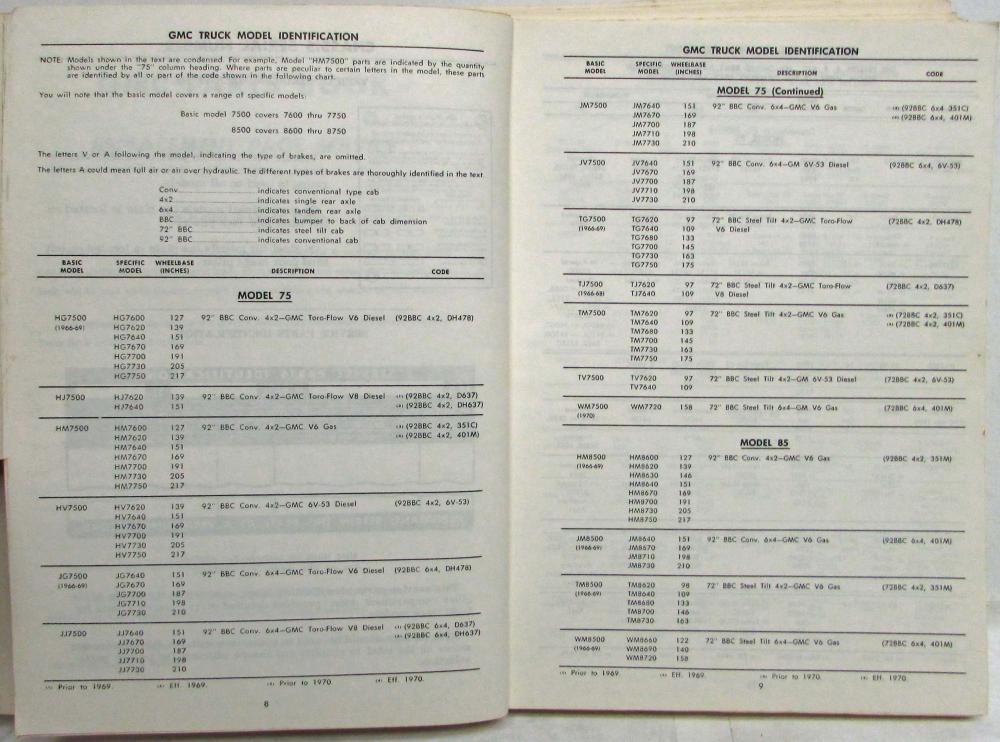 GMC TRUCK MODEL IDENTIFICATION
NOTE: Models shown in the text are condensed. For example, Model "HM7500" parts are indicated by the quantity
shown under the "75" column heading. Where parts are peculiar to certain letters in the model, these parts
are identified by all or part of the code shown in the following chart.
You will note that the basic model covers a range of specific models:
Basic model 7500 covers 7600 thru 7750
8500 covers 8600 thru 8750
The letters V or A following the model, indicating the type of brakes, are omitted.
The letters A could mean full air or air over hydraulic. The different types of brakes are thoroughly identified in the text.
Conv. indicates conventional type cab
4x2 indicates single rear axle
6x4 indicates tandem rear axle
BBC indicates bumper to back of cab dimension
72" BBC indicates steel tilt cab
92" BBC indicates conventional cab
BASIC SPECIFIC WHEELBASE
MODEL MODEL (INCHES) DESCRIPTION CODE
MODEL 75
HG7500 HG7600 127 92" BBC Conv. 4x2—GMC Toro-Flow V6 Diesel (92BBC 4x2, DH478)
(1966-69) HG7620 139
HG7640 151
HG7670 169
HG7700 191
HG7730 205
HG7750 217
HJ7500 HJ7620 139 92" BBC Conv. 4x2—GMC Toro-Flow V8 Diesel (92BBC 4x2, D637)
HJ7640 151 (92BBC 4x2, DH637)
HM7500 HM7600 127 92" BBC Conv. 4x2—GMC V6 Gas (92BBC 4x2, 351C)
HM7620 139 (92BBC 4x2, 401M)
HM7640 151
HM7670 169
HM7700 191
HM7730 205
HM7750 217
HV7500 HV7620 139 92" BBC Conv. 4x2—GMC 6V-53 Diesel (92BBC 4x2, 6V-53)
HV7640 151
HV7670 169
HV7700 191
HV7730 205
HV7750 217
JG7500 JG7640 151 92" BBC Conv. 6x4—GMC Toro-Flow V6 Diesel (92BBC 6x4, DH478)
(1966-69) JG7670 169
JG7700 187
JG7710 198
JG7730 210
JJ7500 JJ7640 151 92" BBC Conv. 6x4—GMC Toro-Flow V8 Diesel (92BBC 6x4, D637)
JJ7670 169 (92BBC 6x4, DH637)
JJ7700 187
JJ7710 198
JJ7730 210
Prior to 1969. Eff. 1969. Prior to 1970. Eff. 1970.
8
GMC TRUCK MODEL IDENTIFICATION
BASIC SPECIFIC WHEELBASE
MODEL MODEL (INCHES) DESCRIPTION CODE
MODEL 75 (Continued)
JM7500 JM7640 151 92" BBC Conv. 6x4—GMC V6 Gas (92BBC 6x4 351C)
JM7670 169 (92BBC 6x4, 401M)
JM7700 187
JM7710 198
JM7730 210
JV7500 JV7640 151 92" BBC Conv. 6x4—GM 6V-53 Diesel (92BBC 6x4, 6V-53)
JV7670 169
JV7700 187
JV7710 198
JV7730 210
TG7500 TG7620 97 72" BBC Steel Tilt 4x2—GMC Toro-Flow (72BBC 4x2, DH478)
(1966-69) TG7640 109 V6 Diesel
TG7680 133
TG7700 145
TG7730 163
TG7750 175
TJ7500 TJ7620 97 72" BBC Steel Tilt 4x2—GMC Toro-Flow (72BBC 4x2, D637)
(1966-68) TJ7640 109 V8 Diesel
TM7500 TM7620 97 72" BBC Steel Tilt 4x2—GMC V6 Gas (72BBC 4x2, 351C)
TM7640 109 (72BBC 4x2, 401M)
TM7680 133
TM7700 145
TM7730 163
TM7750 175
TV7500 TV7620 97 72" BBC Steel Tilt 4x2—GM 6V-53 Diesel (72BBC 4x2, 6V-53)
TV7640 109
WM7500 WM7720 158 72" BBC Steel Tilt 6x4—GM V6 Gas (72BBC 6x4, 401M)
(1970)
MODEL 85
HM8500 HM8600 127 92" BBC Conv. 4x2—GMC V6 Gas (92BBC 4x2, 351M)
(1966-69) HM8620 139
HM8630 146
HM8640 151
HM8670 169
HM8700 191
HM8730 205
HM8750 217
JM8500 JM8640 151 92" BBC Conv. 6x4—GMC V6 Gas (92BBC 6x4, 401M)
(1966-69) JM8670 169
JM8710 198
JM8730 210
TM8500 TM8620 98 72" BBC Steel Tilt 4x2—GMC V6 Gas (72BBC 4x2, 351M)
(1966-69) TM8640 109
TM8680 133
TM8700 146
TM8730 163
WM8500 WM8660 122 72" BBC Steel Tilt 6x4—GMC V6 Gas (72BBC 6x4, 401M)
(1966-69) WM8690 140
WM8720 158
Prior to 1969. Eff. 1969. Prior to 1970. Eff. 1970.
9